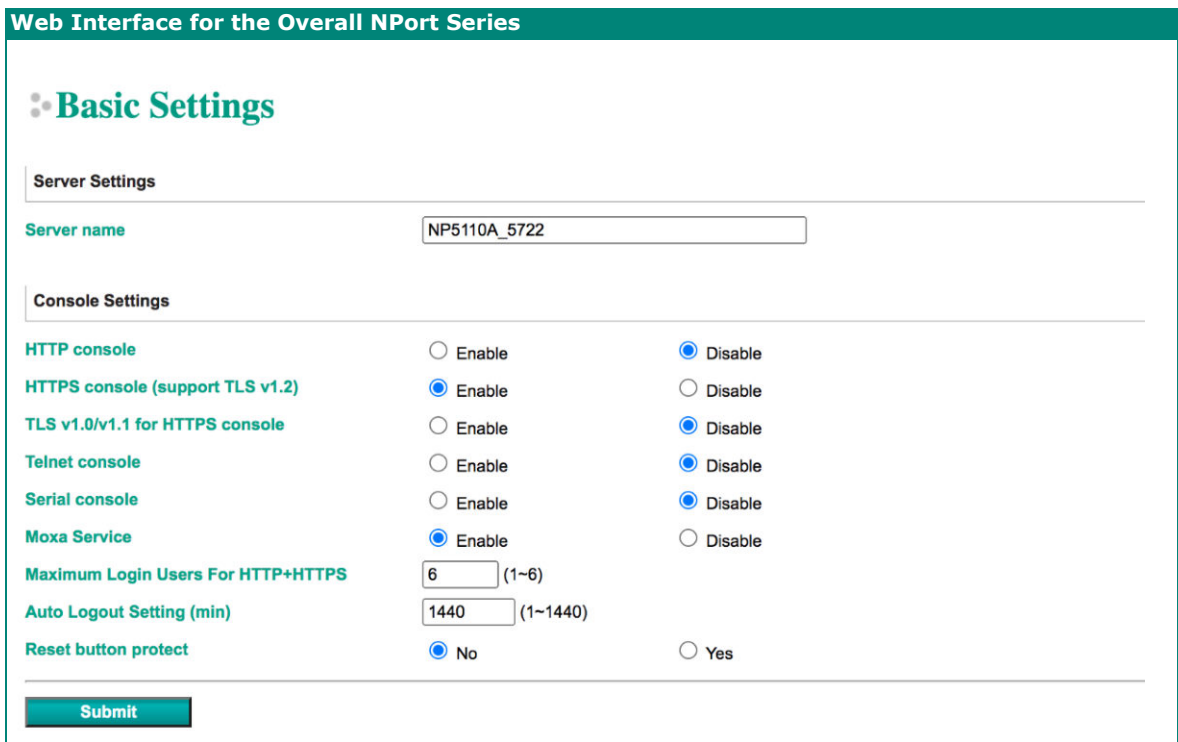 Web Interface for the Overall NPort Series
Basic Settings
Server Settings
Server name NP5110A_5722
Console Settings
HTTP console Enable Disable
HTTPS console (support TLS v1.2) Enable Disable
TLS v1.0/v1.1 for HTTPS console Enable Disable
Telnet console Enable Disable
Serial console Enable Disable
Moxa Service Enable Disable
Maximum Login Users For HTTP+HTTPS 6 (1~6)
Auto Logout Setting (min) 1440 (1~1440)
Reset button protect No Yes
Submit